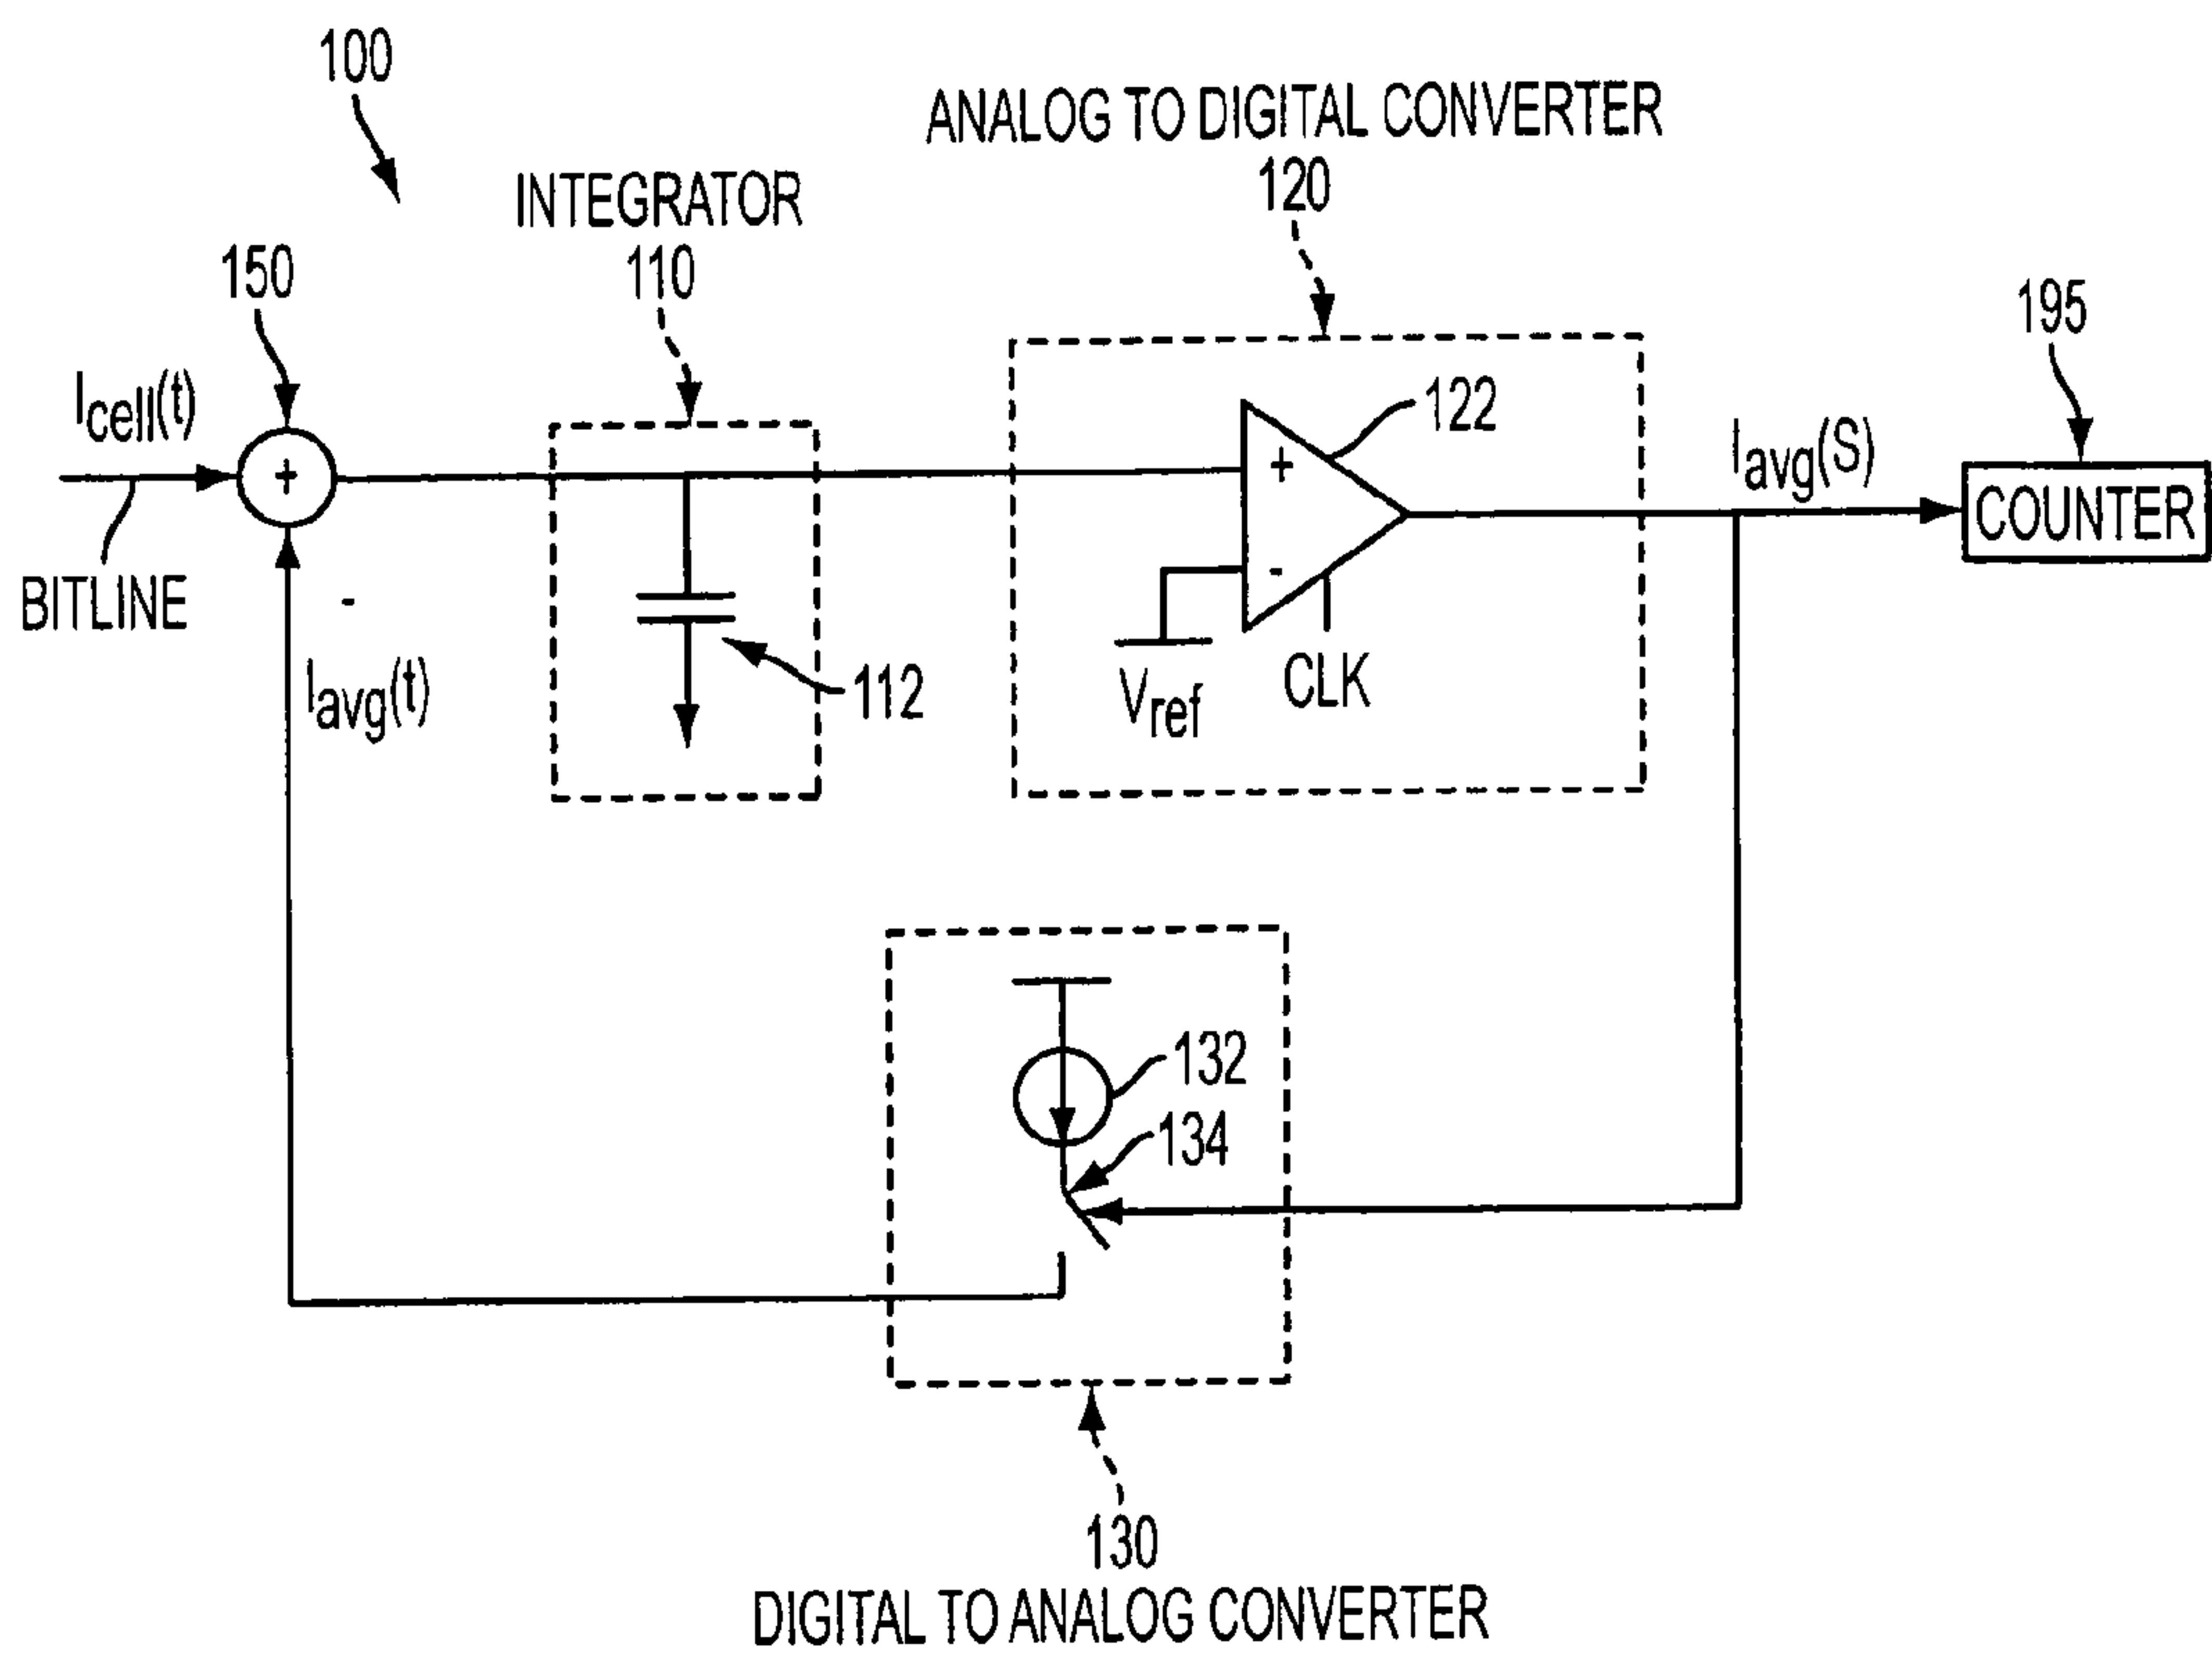 100
ANALOG TO DIGITAL CONVERTER
120
INTEGRATOR
110
150
195
Icell(t)
+
BITLINE
-
Iavg(t)
112
122
+
-
Vref
CLK
Iavg(S)
COUNTER
132
134
130
DIGITAL TO ANALOG CONVERTER